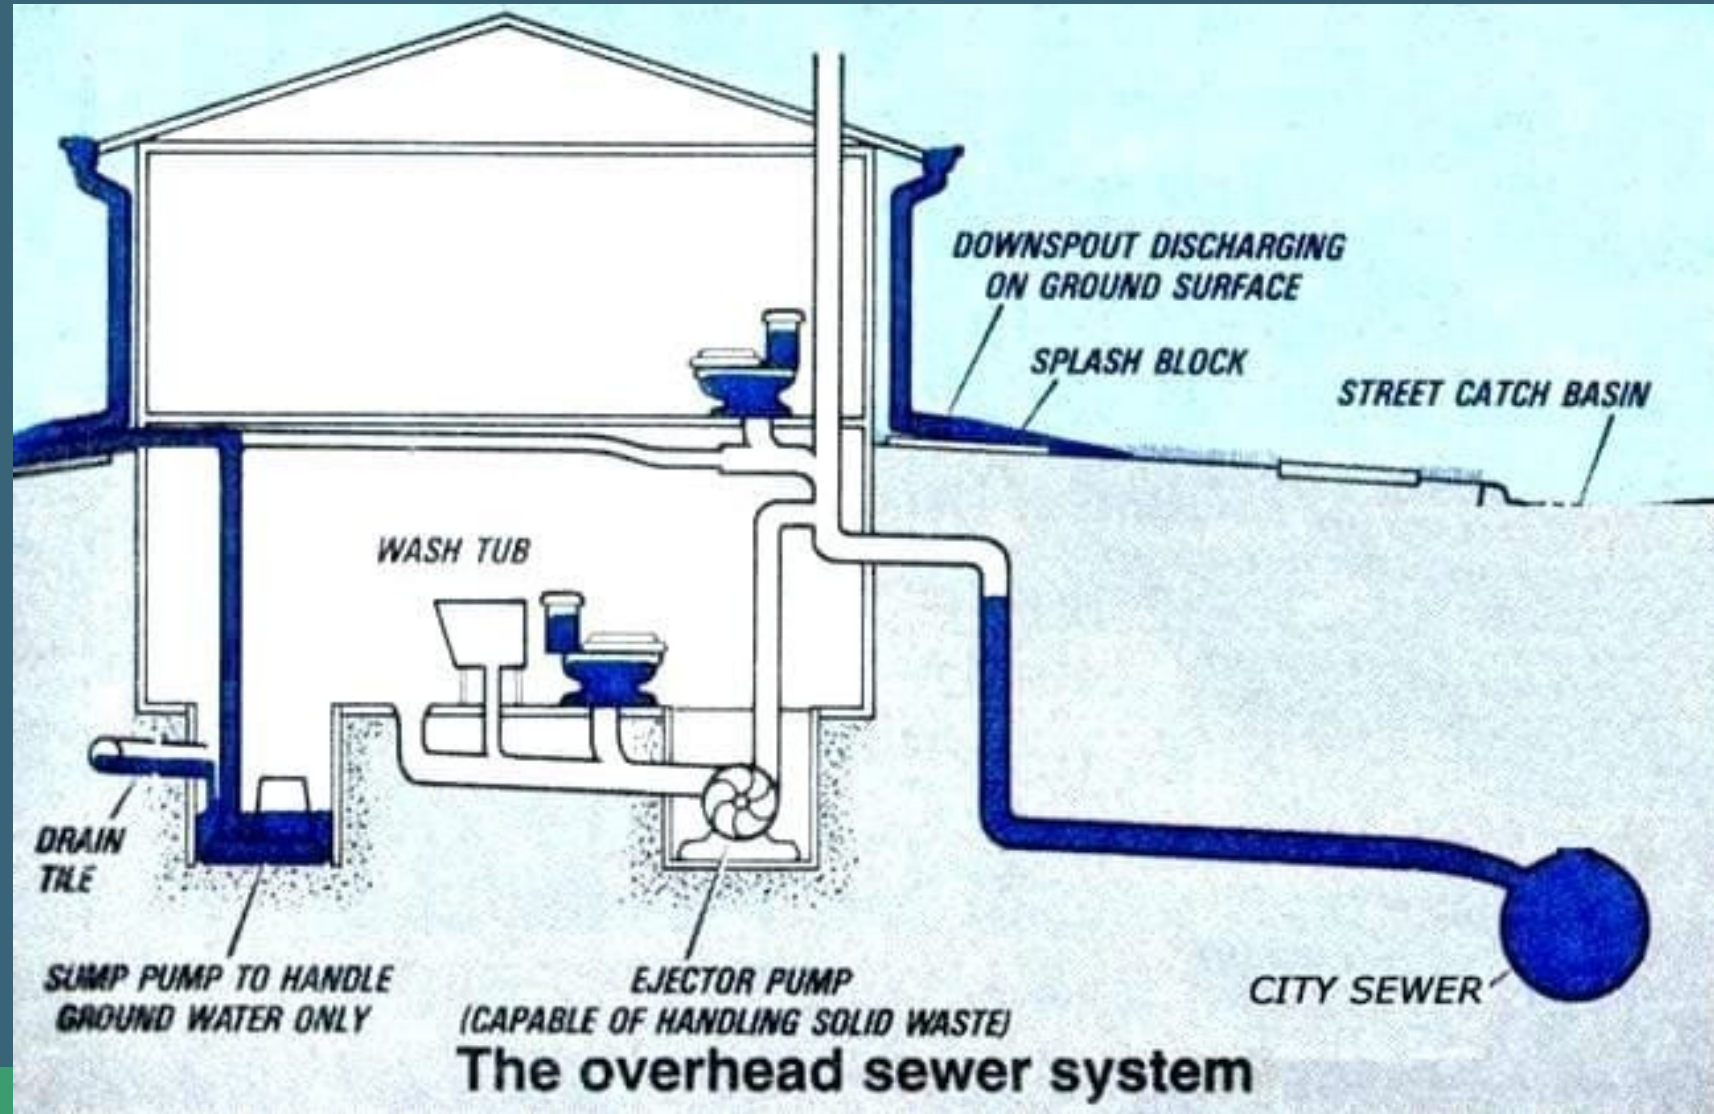 DOWNSPOUT DISCHARGING
ON GROUND SURFACE
SPLASH BLOCK
STREET CATCH BASIN
WASH TUB
DRAIN
TILE
SUMP PUMP TO HANDLE
GROUND WATER ONLY
EJECTOR PUMP
(CAPABLE OF HANDLING SOLID WASTE)
CITY SEWER
The overhead sewer system